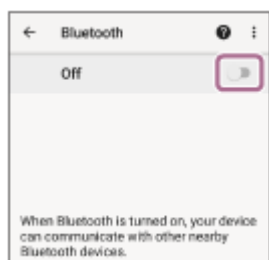 Bluetooth
Off
When Bluetooth is turned on, your device
can communicate with other nearby
Bluetooth devices.